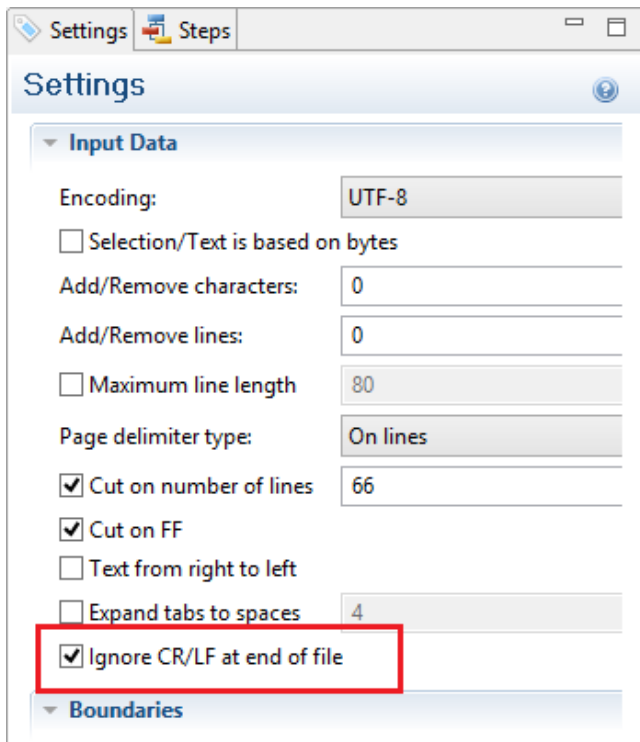 Settings Steps
Settings
Input Data
Encoding: UTF-8
Selection/Text is based on bytes
Add/Remove characters: 0
Add/Remove lines: 0
Maximum line length 80
Page delimiter type: On lines
Cut on number of lines 66
Cut on FF
Text from right to left
Expand tabs to spaces 4
Ignore CR/LF at end of file
Boundaries